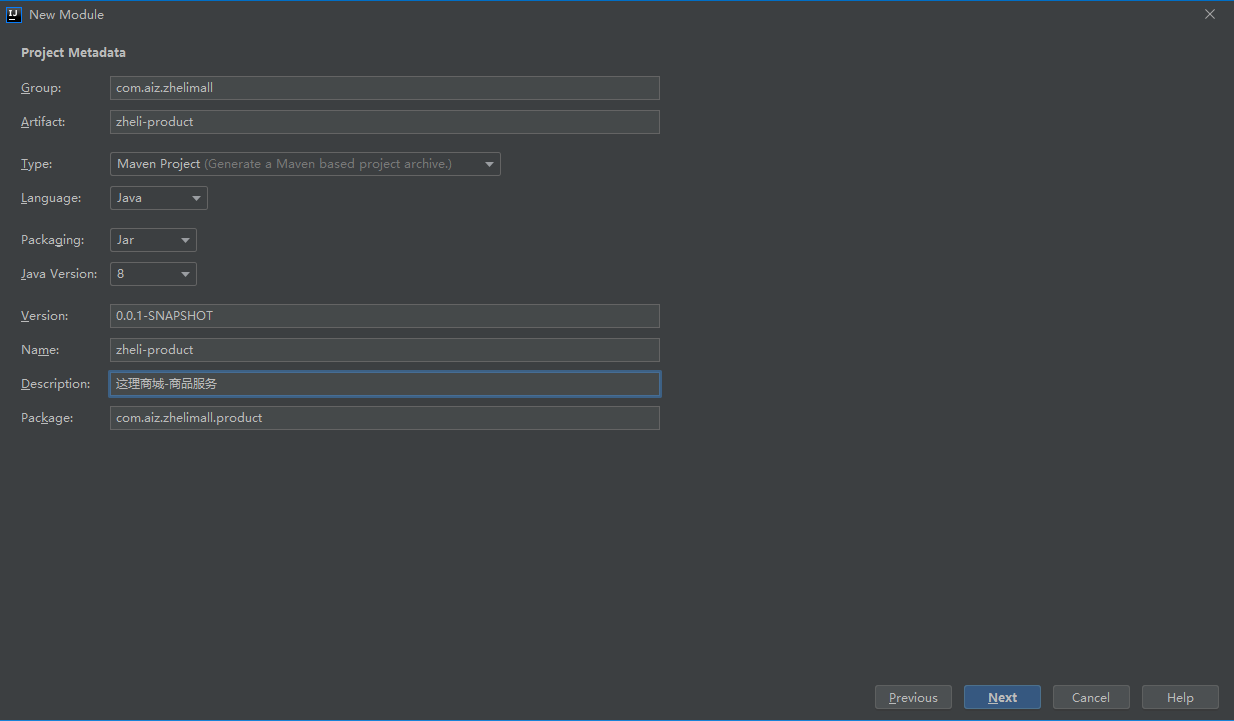 New Module
Project Metadata
Group: com.aiz.zhelimall
Artifact: zheli-product
Type: Maven Project (Generate a Maven based project archive.)
Language: Java
Packaging: Jar
Java Version: 8
Version: 0.0.1-SNAPSHOT
Name: zheli-product
Description: 这理商城-商品服务
Package: com.aiz.zhelimall.product
Previous Next Cancel Help